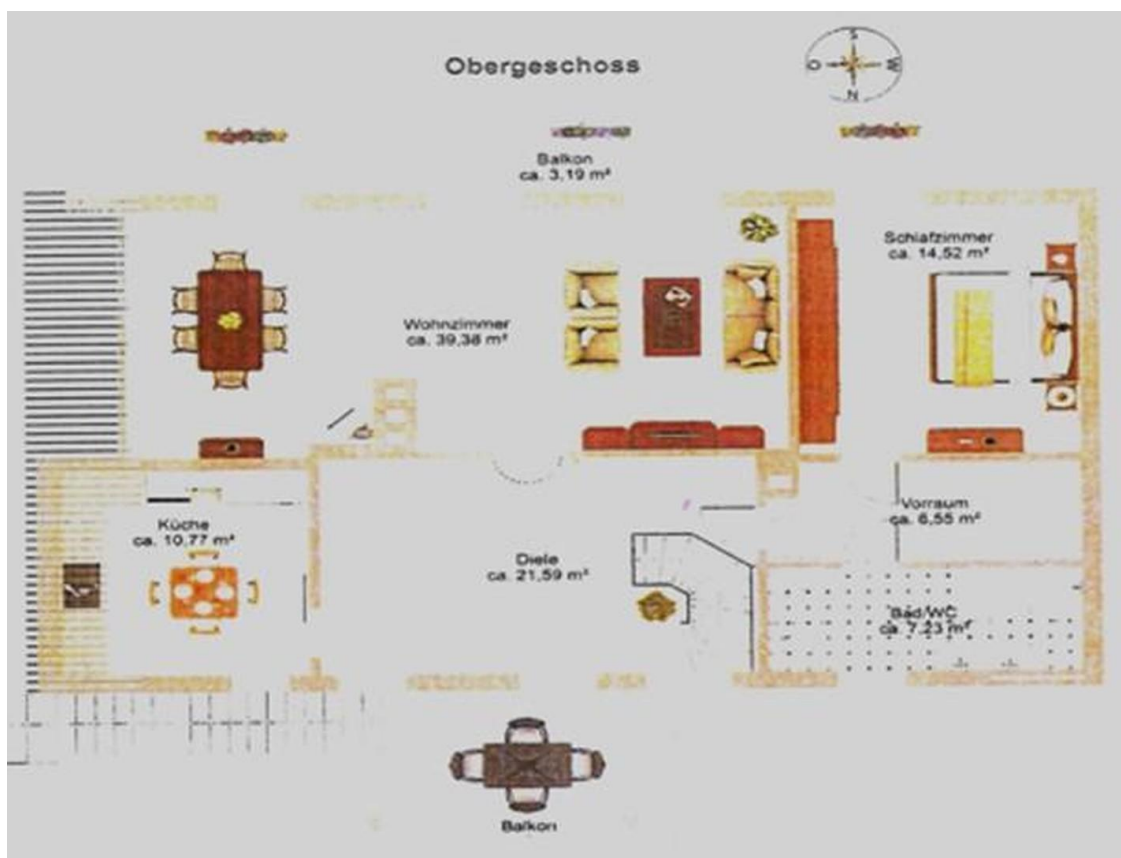 Obergeschoss
S
O
W
N
Balkon
ca. 3,19 m²
Schlafzimmer
ca. 14,52 m²
Wohnzimmer
ca. 39,38 m²
Küche
ca. 10,77 m²
Vorraum
ca. 6,55 m²
Diele
ca. 21,59 m²
Bad/WC
ca. 7,23 m²
Balkon